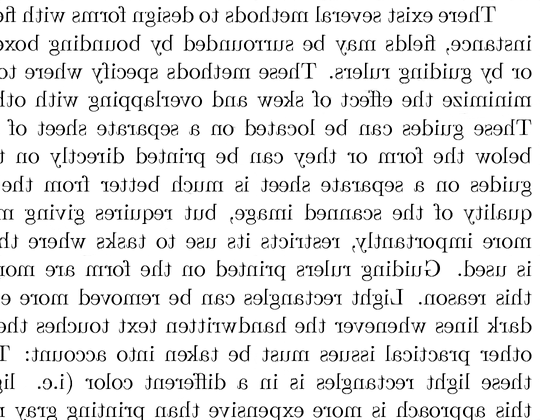 There exist several methods to design forms with fie
instance, fields may be surrounded by bounding boxe
or by guiding rulers. These methods specify where to
minimize the effect of skew and overlapping with oth
These guides can be located on a separate sheet of
below the form or they can be printed directly on t
guides on a separate sheet is much better from the
quality of the scanned image, but requires giving m
more importantly, restricts its use to tasks where th
is used. Guiding rulers printed on the form are mor
this reason. Light rectangles can be removed more e
dark lines whenever the handwritten text touches the
other practical issues must be taken into account: T
these light rectangles is in a different color (i.e. lig
this approach is more expensive than printing gray r